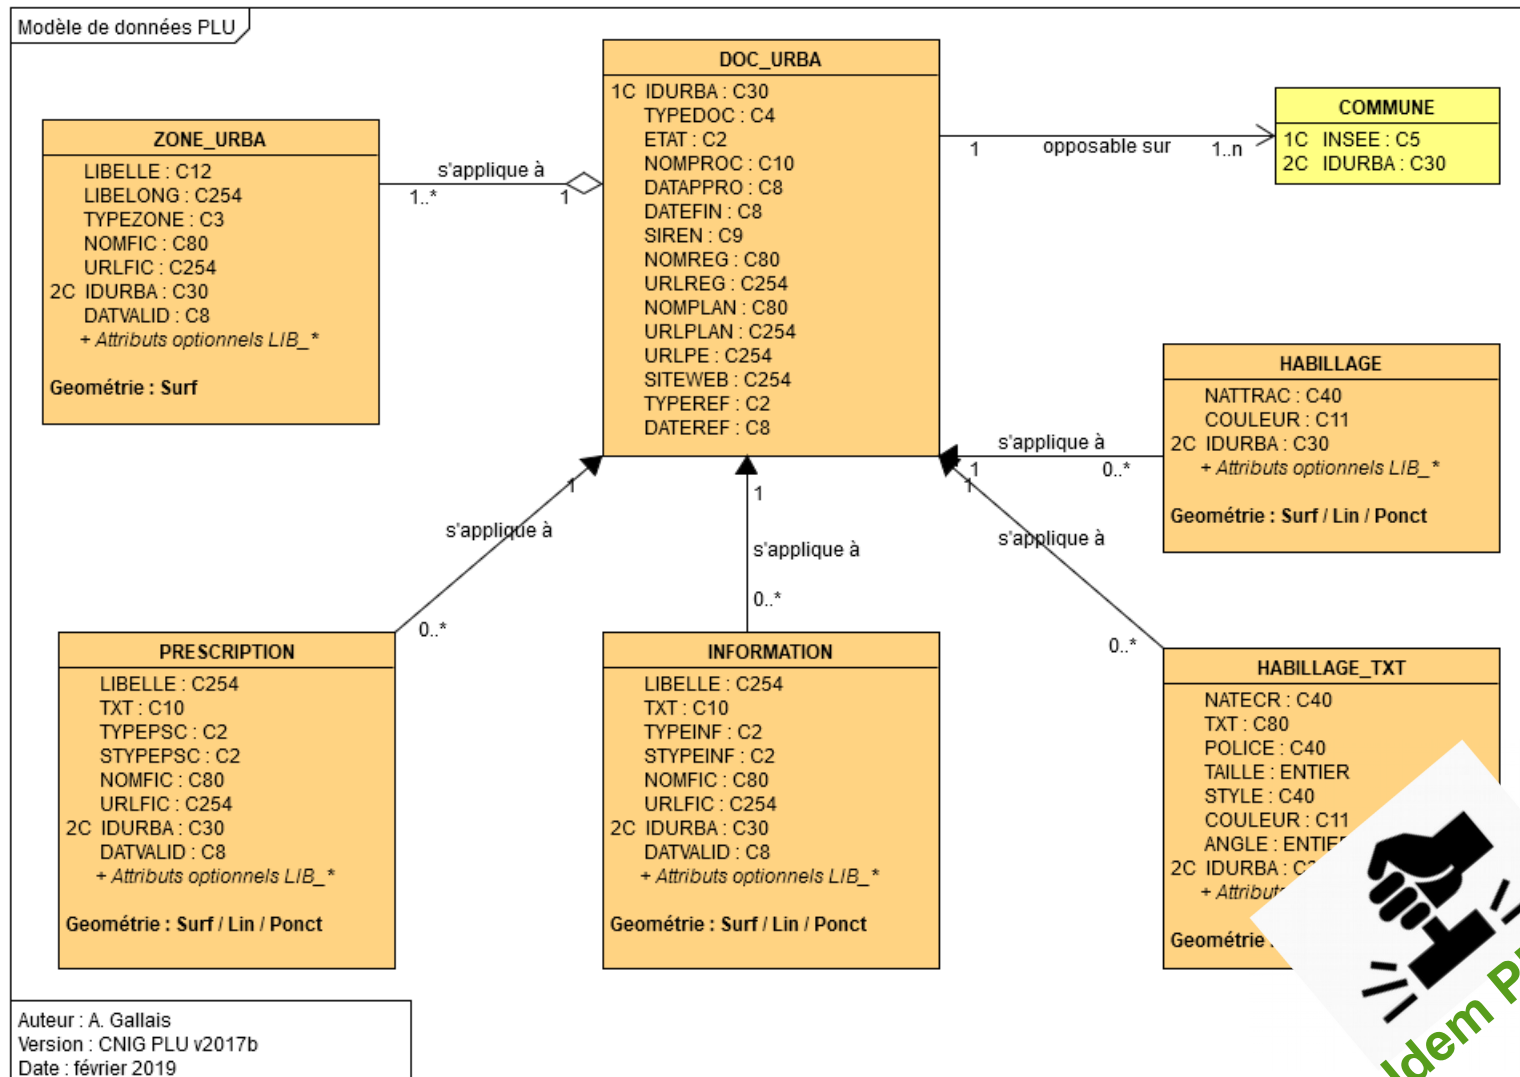 Modèle de données PLU
DOC_URBA
1C IDURBA : C30
TYPEDOC : C4
ETAT : C2
NOMPROC : C10
DATAPPRO : C8
DATEFIN : C8
SIREN : C9
NOMREG : C80
URLREG : C254
NOMPLAN : C80
URLPLAN : C254
URLPE : C254
SITEWEB : C254
TYPEREF : C2
DATEREF : C8
COMMUNE
1C INSEE : C5
2C IDURBA : C30
1 opposable sur 1..n
ZONE_URBA
LIBELLE : C12
LIBELONG : C254
TYPEZONE : C3
NOMFIC : C80
URLFIC : C254
2C IDURBA : C30
DATVALID : C8
+ Attributs optionnels LIB_*
Geométrie : Surf
s'applique à
1..* 1
HABILLAGE
NATTRAC : C40
COULEUR : C11
2C IDURBA : C30
+ Attributs optionnels LIB_*
Geométrie : Surf / Lin / Ponct
s'applique à
1 0..*
1
s'applique à
0..*
1
s'applique à
0..*
1
s'applique à
0..*
PRESCRIPTION
LIBELLE : C254
TXT : C10
TYPEPSC : C2
STYPEPSC : C2
NOMFIC : C80
URLFIC : C254
2C IDURBA : C30
DATVALID : C8
+ Attributs optionnels LIB_*
Geométrie : Surf / Lin / Ponct
INFORMATION
LIBELLE : C254
TXT : C10
TYPEINF : C2
STYPEINF : C2
NOMFIC : C80
URLFIC : C254
2C IDURBA : C30
DATVALID : C8
+ Attributs optionnels LIB_*
Geométrie : Surf / Lin / Ponct
HABILLAGE_TXT
NATECR : C40
TXT : C80
POLICE : C40
TAILLE : ENTIER
STYLE : C40
COULEUR : C11
ANGLE :
2C IDURBA :
+
Geométrie
Idem
Auteur : A. Gallais
Version : CNIG PLU v2017b
Date : février 2019